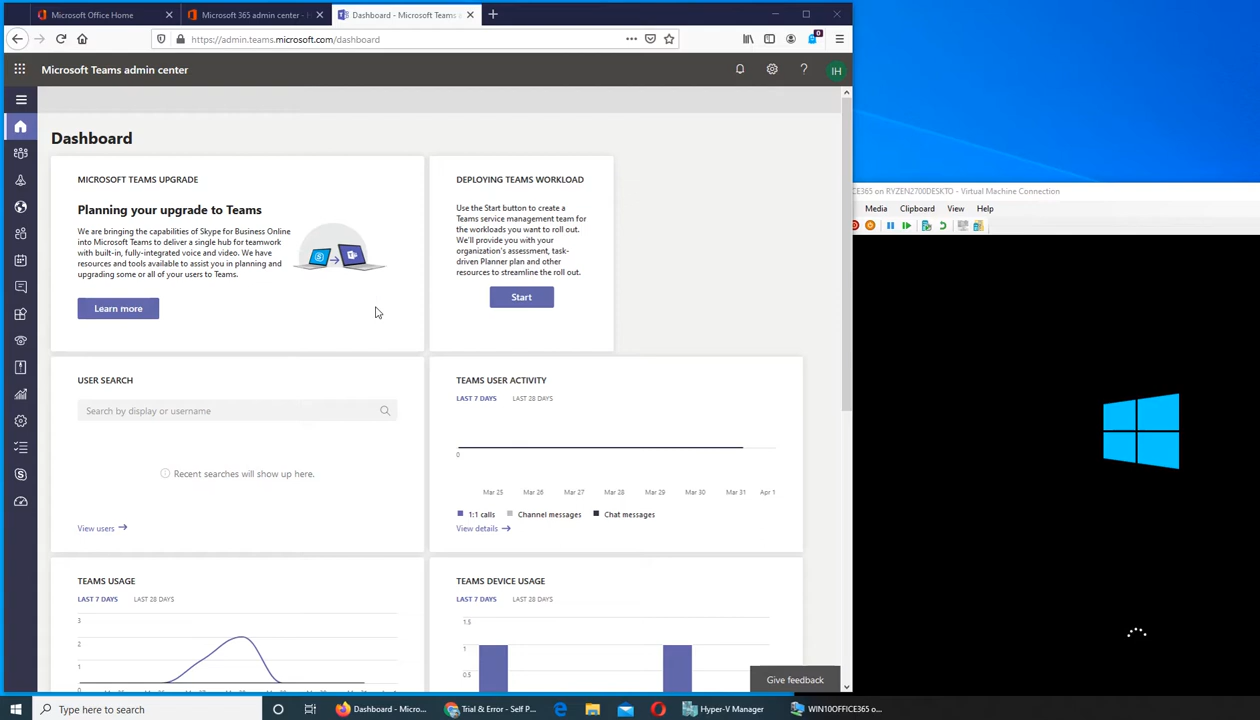 Microsoft Office Home
Microsoft 365 admin center - H
Dashboard - Microsoft Teams a
https://admin.teams.microsoft.com/dashboard
0
Microsoft Teams admin center
IH
Dashboard
MICROSOFT TEAMS UPGRADE
Planning your upgrade to Teams
We are bringing the capabilities of Skype for Business Online
into Microsoft Teams to deliver a single hub for teamwork
with built-in, fully-integrated voice and video. We have
resources and tools available to assist you in planning and
upgrading some or all of your users to Teams.
Learn more
DEPLOYING TEAMS WORKLOAD
Use the Start button to create a
Teams service management team for
the workloads you want to roll out.
We'll provide you with your
organization's assessment, task-
driven Planner plan and other
resources to streamline the roll out.
Start
USER SEARCH
Search by display or username
Recent searches will show up here.
View users
TEAMS USER ACTIVITY
LAST 7 DAYS LAST 28 DAYS
0
Mar 25 Mar 26 Mar 27 Mar 28 Mar 29 Mar 30 Mar 31 Apr 1
1:1 calls Channel messages Chat messages
View details
TEAMS USAGE
LAST 7 DAYS LAST 28 DAYS
3
2
1
0
TEAMS DEVICE USAGE
LAST 7 DAYS LAST 28 DAYS
1.5
1
0.5
Give feedback
CE365 on RYZEN2700DESKTO - Virtual Machine Connection
Media Clipboard View Help
Type here to search
Dashboard - Micro...
Trial & Error - Self P...
Hyper-V Manager
WIN10OFFICE365 o...